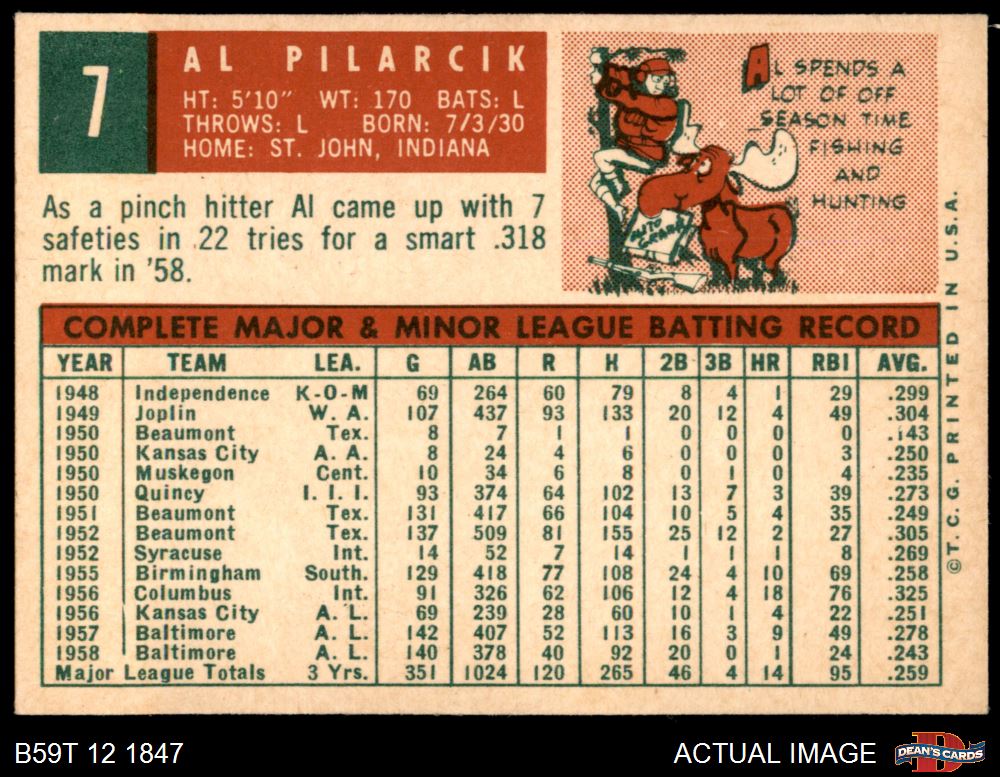 7
AL PILARCIK
HT: 5'10" WT: 170 BATS: L
THROWS: L BORN: 7/3/30
HOME: ST. JOHN, INDIANA
As a pinch hitter Al came up with 7
safeties in 22 tries for a smart .318
mark in '58.
AL SPENDS A
LOT OF OFF
SEASON TIME
FISHING
AND
HUNTING
AUTO
GRAPH
COMPLETE MAJOR & MINOR LEAGUE BATTING RECORD
YEAR TEAM LEA. G AB R H 2B 3B HR RBI AVG.
1948 Independence K-O-M 69 264 60 79 8 4 1 29 .299
1949 Joplin W. A. 107 437 93 133 20 12 4 49 .304
1950 Beaumont Tex. 8 7 1 1 0 0 0 0 .143
1950 Kansas City A. A. 8 24 4 6 0 0 0 3 .250
1950 Muskegon Cent. 10 34 6 8 0 1 0 4 .235
1950 Quincy I. I. I. 93 374 64 102 13 7 3 39 .273
1951 Beaumont Tex. 131 417 66 104 10 5 4 35 .249
1952 Beaumont Tex. 137 509 81 155 25 12 2 27 .305
1952 Syracuse Int. 14 52 7 14 1 1 1 8 .269
1955 Birmingham South. 129 418 77 108 24 4 10 69 .258
1956 Columbus Int. 91 326 62 106 12 4 18 76 .325
1956 Kansas City A. L. 69 239 28 60 10 1 4 22 .251
1957 Baltimore A. L. 142 407 52 113 16 3 9 49 .278
1958 Baltimore A. L. 140 378 40 92 20 0 1 24 .243
Major League Totals 3 Yrs. 351 1024 120 265 46 4 14 95 .259
©T. C. G. PRINTED IN U.S.A.
B59T 12 1847
ACTUAL IMAGE
DEAN'S CARDS